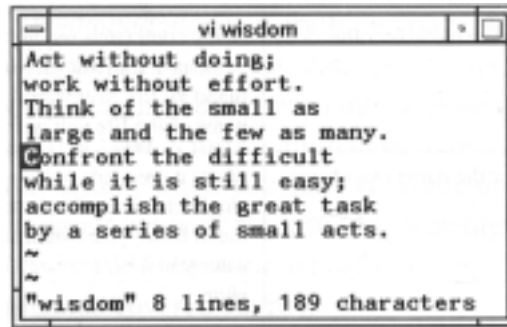 vi wisdom
Act without doing;
work without effort.
Think of the small as
large and the few as many.
Confront the difficult
while it is still easy;
accomplish the great task
by a series of small acts.
~
~
"wisdom" 8 lines, 189 characters